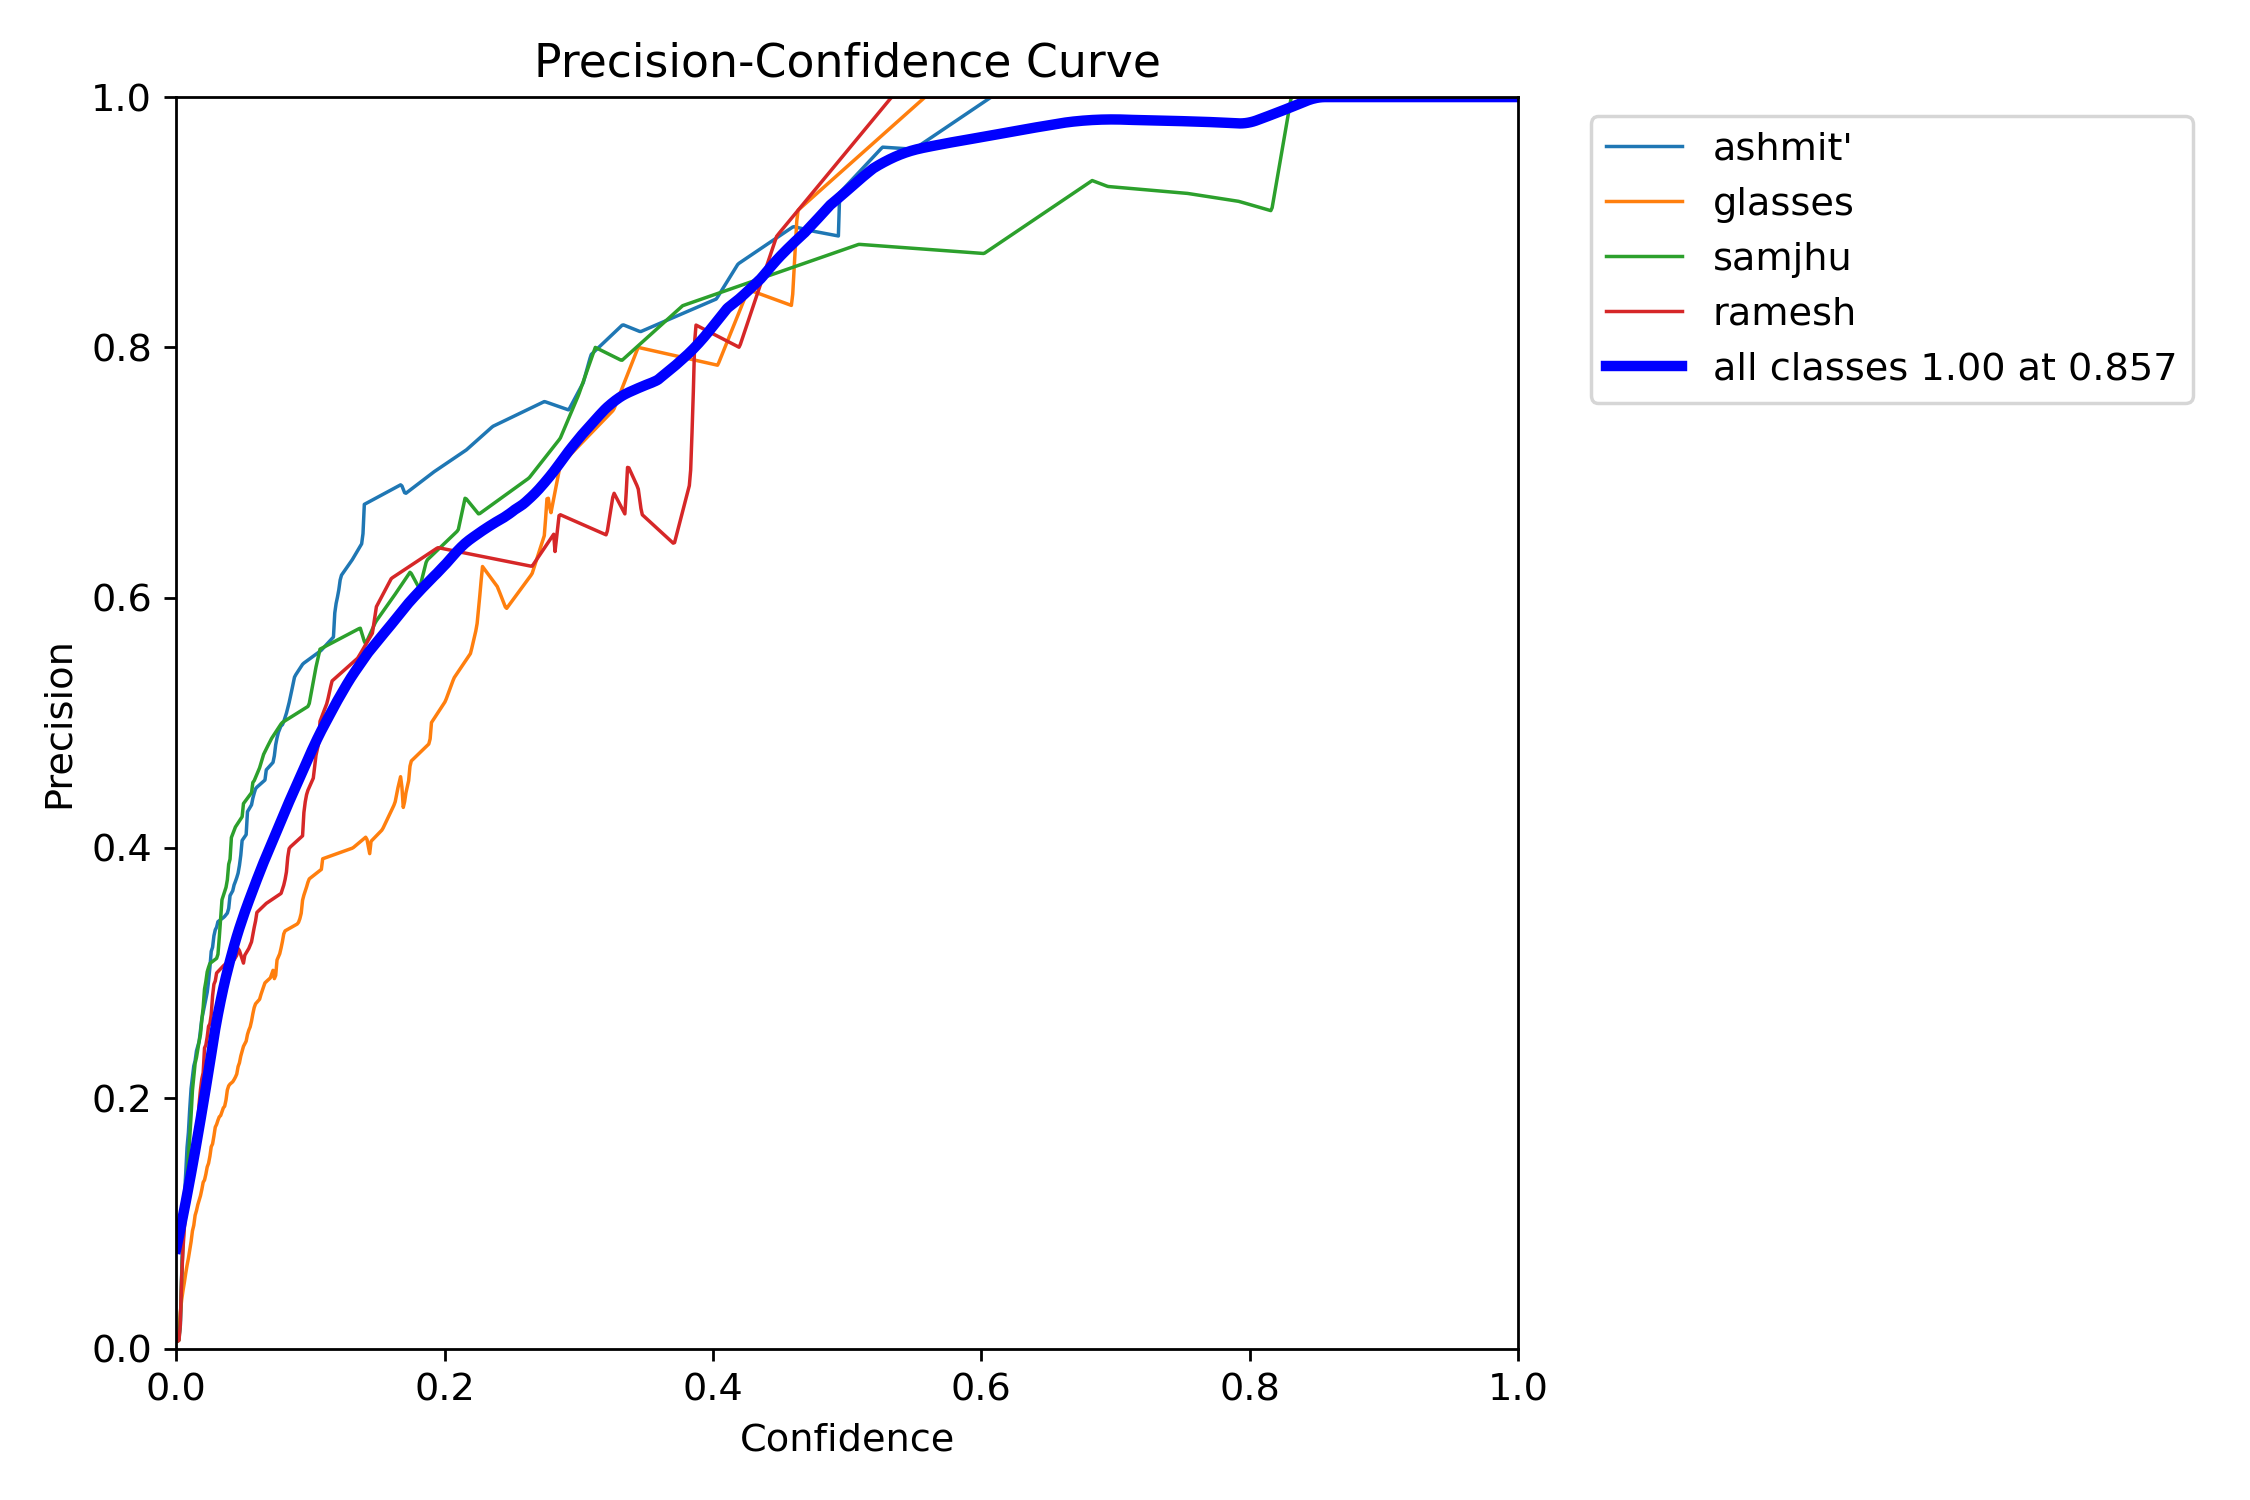 Precision-Confidence Curve
1.0
0.8
0.6
0.4
0.2
0.0
Precision
0.0 0.2 0.4 0.6 0.8 1.0
Confidence
ashmit'
glasses
samjhu
ramesh
all classes 1.00 at 0.857